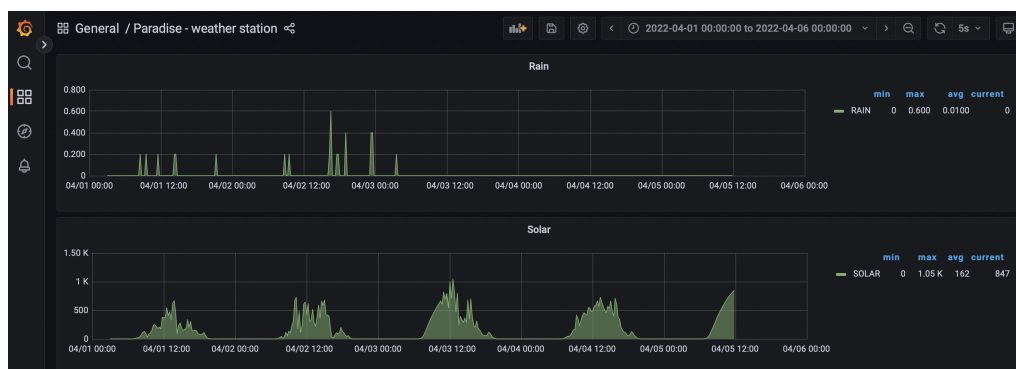 General / Paradise - weather station
2022-04-01 00:00:00 to 2022-04-06 00:00:00
5s
Rain
0.800
0.600
0.400
0.200
0
04/01 00:00 04/01 12:00 04/02 00:00 04/02 12:00 04/03 00:00 04/03 12:00 04/04 00:00 04/04 12:00 04/05 00:00 04/05 12:00 04/06 00:00
min max avg current
RAIN 0 0.600 0.0100 0
Solar
1.50 K
1 K
500
0
04/01 00:00 04/01 12:00 04/02 00:00 04/02 12:00 04/03 00:00 04/03 12:00 04/04 00:00 04/04 12:00 04/05 00:00 04/05 12:00 04/06 00:00
min max avg current
SOLAR 0 1.05 K 162 847